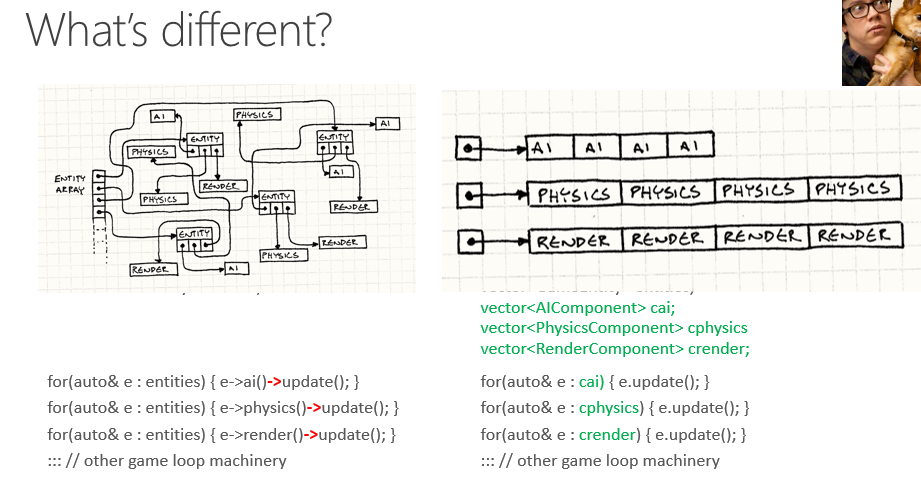 What's different?
AI
PHYSICS
AI
ENTITY
ENTITY
PHYSICS
AI
ENTITY
ARRAY
RENDER
PHYSICS
ENTITY
RENDER
ENTITY
RENDER
PHYSICS
RENDER
AI
AI AI AI AI
PHYSICS PHYSICS PHYSICS PHYSICS
RENDER RENDER RENDER RENDER
for(auto& e : entities) { e->ai()->update(); }
for(auto& e : entities) { e->physics()->update(); }
for(auto& e : entities) { e->render()->update(); }
::: // other game loop machinery
vector<AIComponent> cai;
vector<PhysicsComponent> cphysics
vector<RenderComponent> crender;
for(auto& e : cai) { e.update(); }
for(auto& e : cphysics) { e.update(); }
for(auto& e : crender) { e.update(); }
::: // other game loop machinery